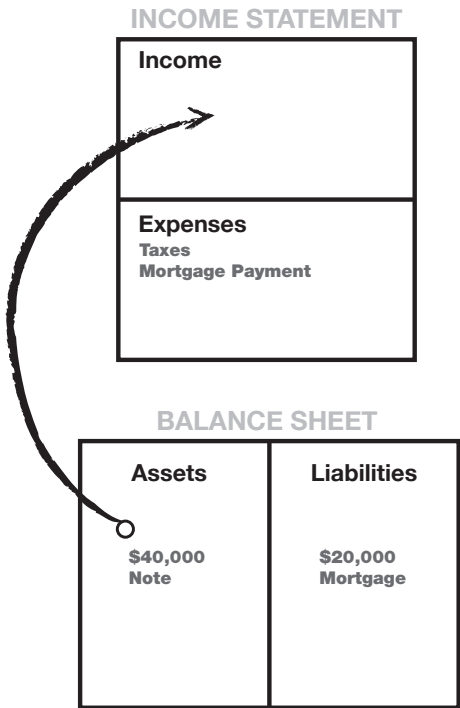 INCOME STATEMENT
Income
Expenses
Taxes
Mortgage Payment
BALANCE SHEET
Assets
$40,000
Note
Liabilities
$20,000
Mortgage